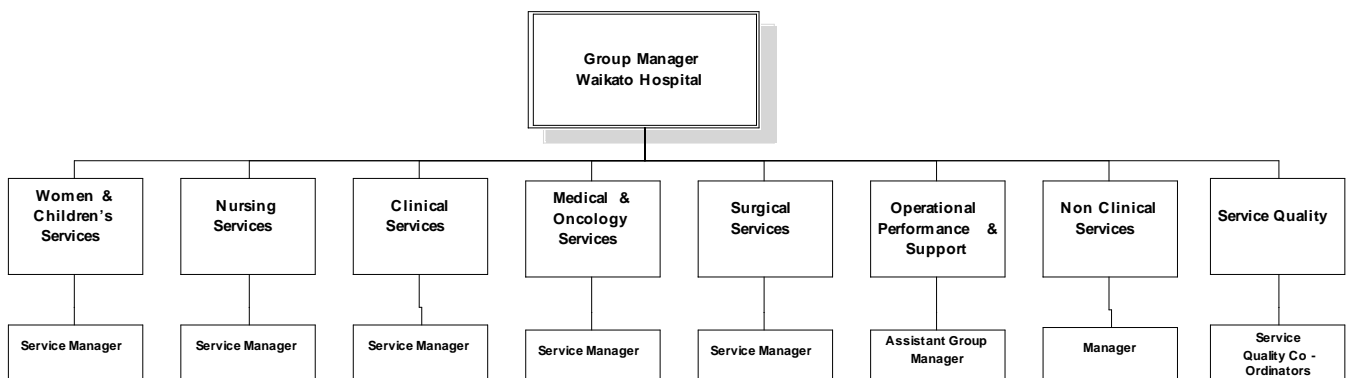 Group Manager
Waikato Hospital
Women &
Children's
Services
Nursing
Services
Clinical
Services
Medical &
Oncology
Services
Surgical
Services
Operational
Performance &
Support
Non Clinical
Services
Service Quality
Service Manager
Service Manager
Service Manager
Service Manager
Service Manager
Assistant Group
Manager
Manager
Service
Quality Co -
Ordinators